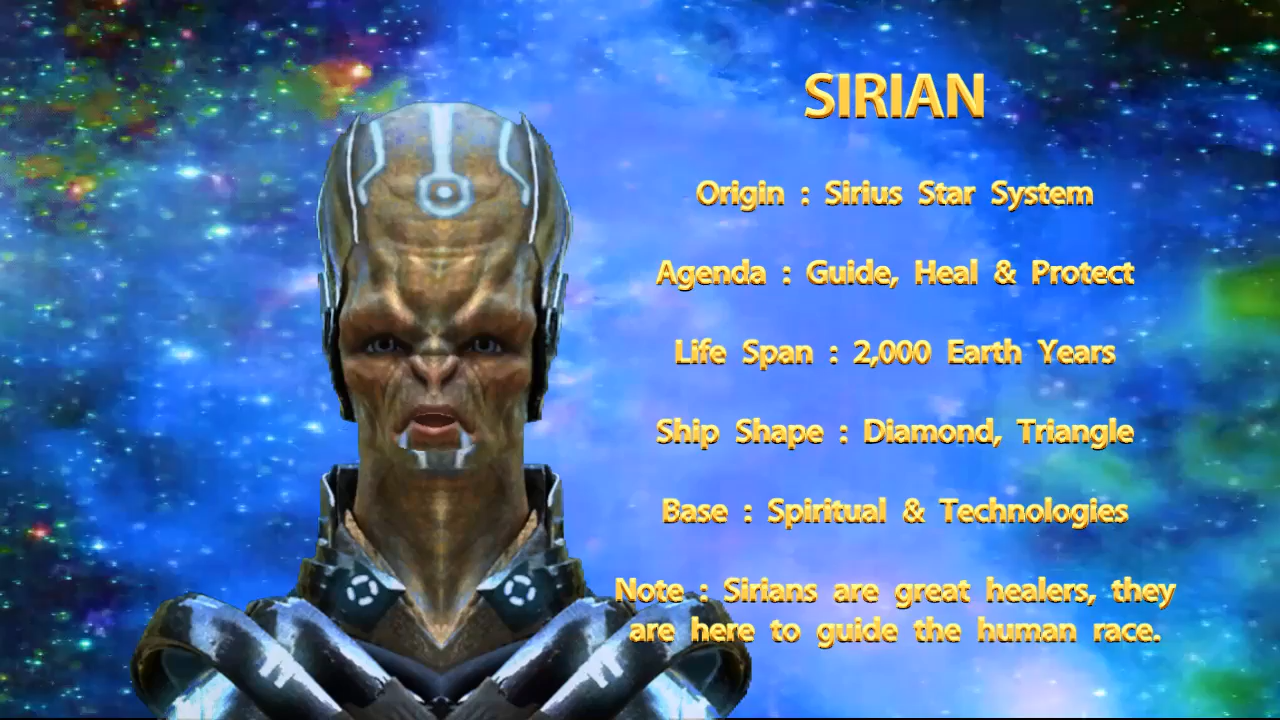 SIRIAN
Origin : Sirius Star System
Agenda : Guide, Heal & Protect
Life Span : 2,000 Earth Years
Ship Shape : Diamond, Triangle
Base : Spiritual & Technologies
Note : Sirians are great healers, they
are here to guide the human race.